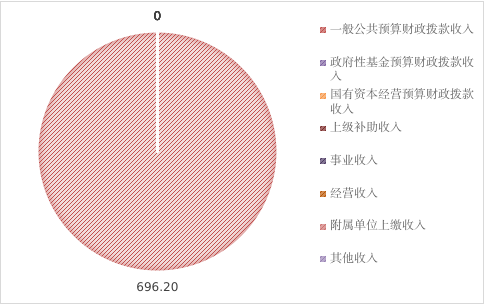 0
一般公共预算财政拨款收入
政府性基金预算财政拨款收
入
国有资本经营预算财政拨款
收入
上级补助收入
事业收入
经营收入
附属单位上缴收入
其他收入
696.20